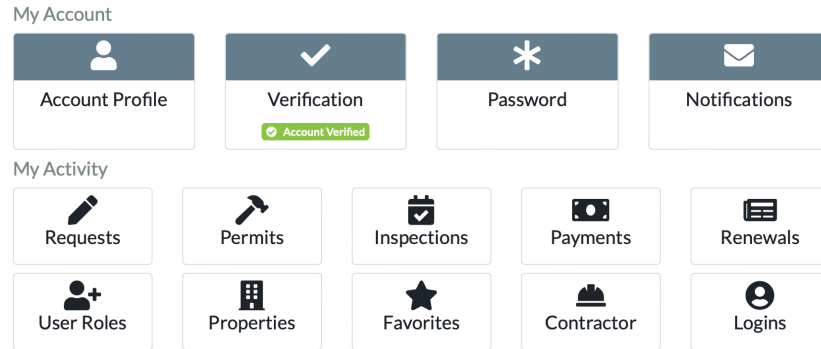 My Account
Account Profile
Verification
Password
Notifications
Account Verified
My Activity
Requests
Permits
Inspections
Payments
Renewals
User Roles
Properties
Favorites
Contractor
Logins